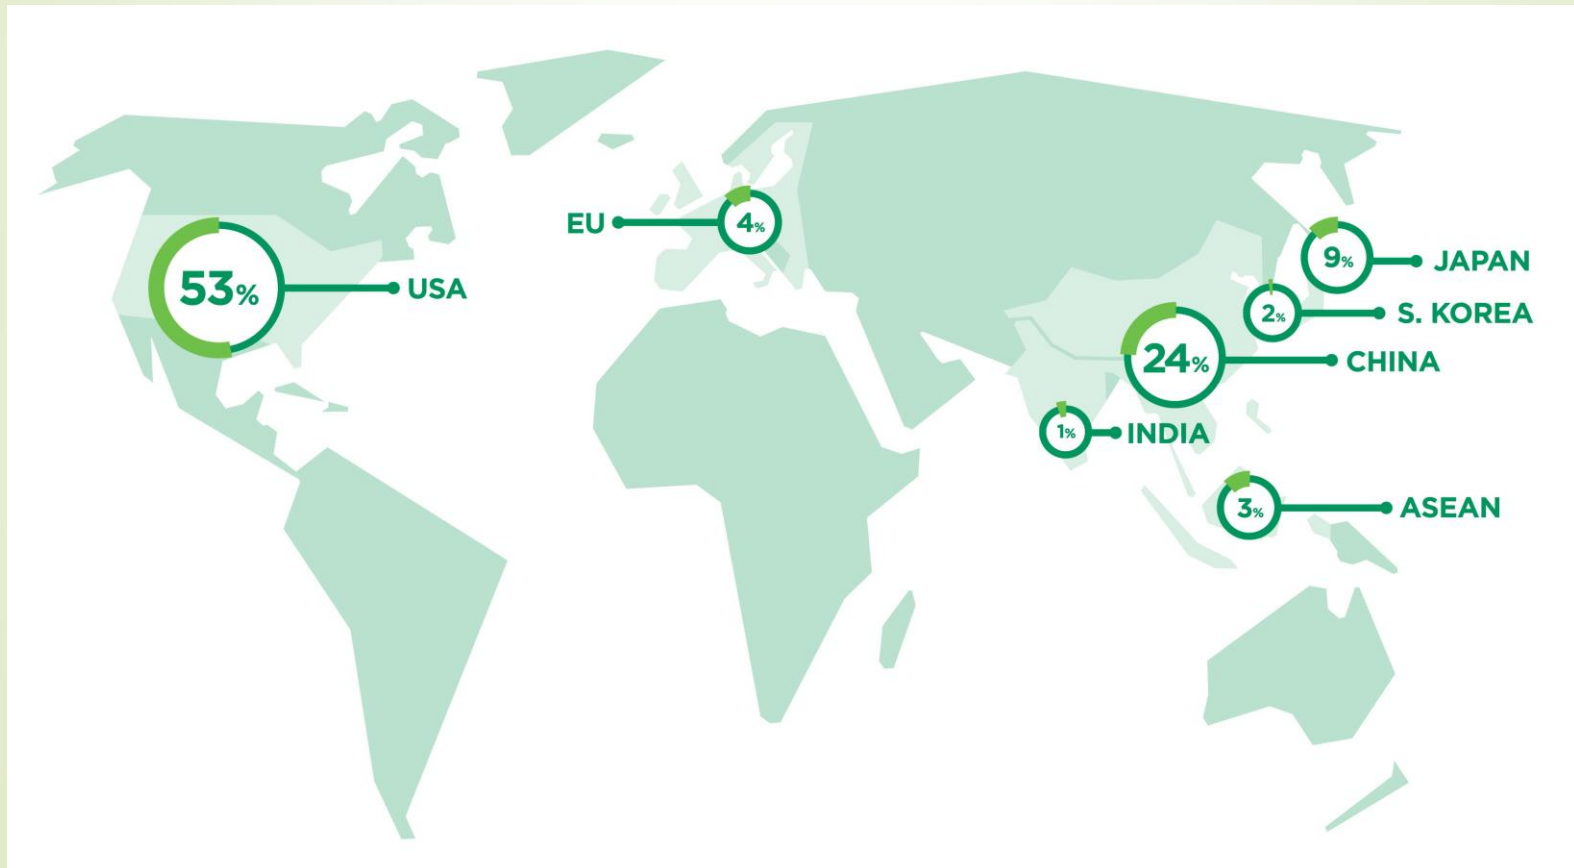 EU
4%
53%
USA
9%
JAPAN
2%
S. KOREA
24%
CHINA
1%
INDIA
3%
ASEAN